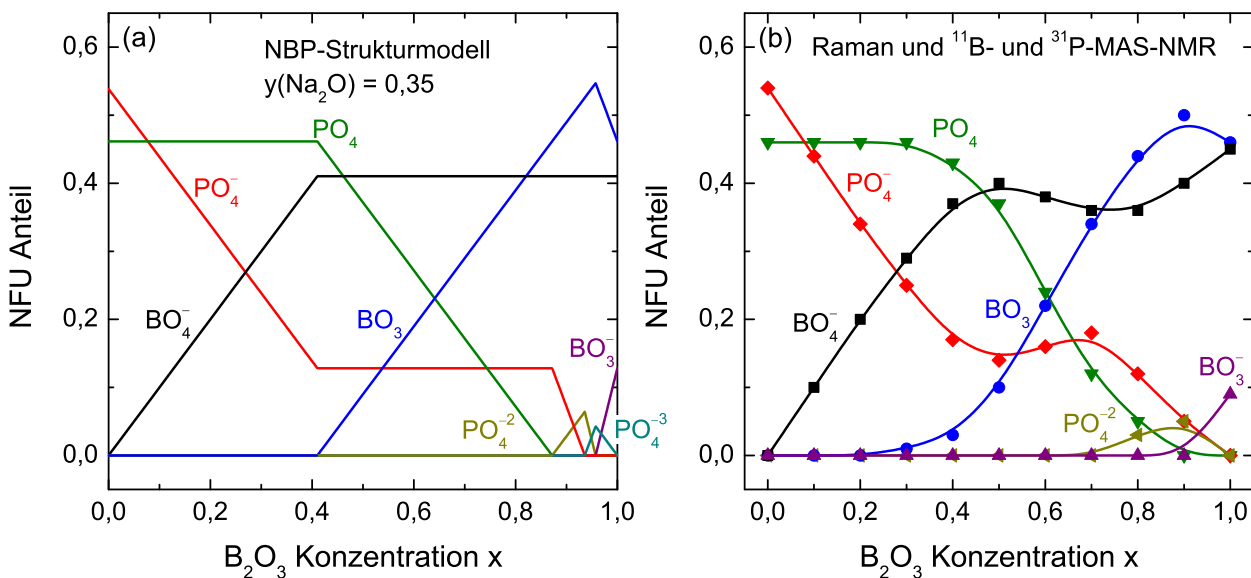 (a)
NBP-Strukturmodell
y(Na₂O) = 0,35
PO₄
PO₄⁻
BO₄⁻
BO₃
BO₃⁻
PO₄⁻²
PO₄⁻³
0,6
0,4
0,2
0,0
NFU Anteil
0,0 0,2 0,4 0,6 0,8 1,0
B₂O₃ Konzentration x
(b)
Raman und ¹¹B- und ³¹P-MAS-NMR
PO₄
PO₄⁻
BO₄⁻
BO₃
BO₃⁻
PO₄⁻²
0,6
0,4
0,2
0,0
NFU Anteil
0,0 0,2 0,4 0,6 0,8 1,0
B₂O₃ Konzentration x